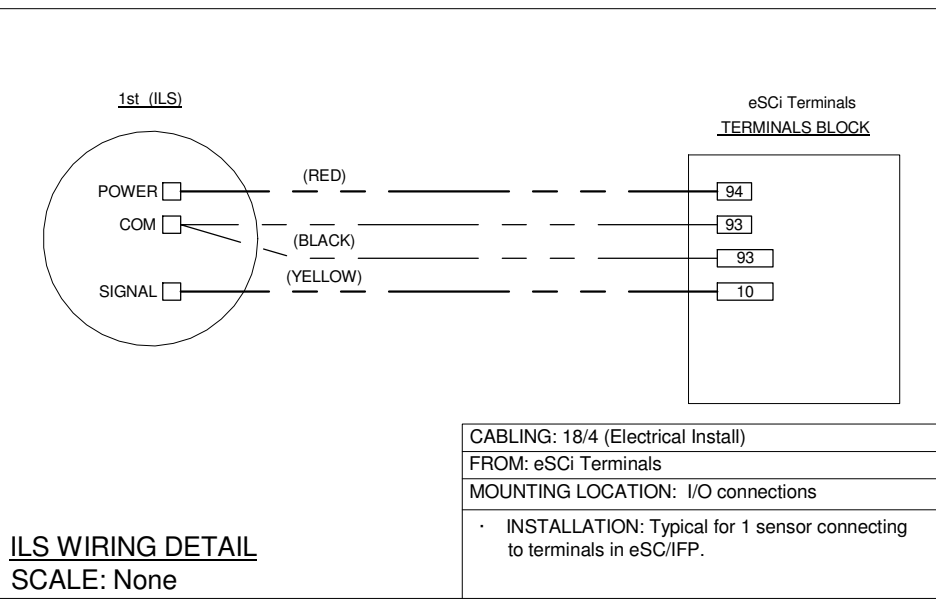 1st (ILS)
eSCi Terminals
TERMINALS BLOCK
POWER
(RED)
94
COM
93
(BLACK)
93
(YELLOW)
SIGNAL
10
CABLING: 18/4 (Electrical Install)
FROM: eSCi Terminals
MOUNTING LOCATION: I/O connections
· INSTALLATION: Typical for 1 sensor connecting
to terminals in eSC/IFP.
ILS WIRING DETAIL
SCALE: None